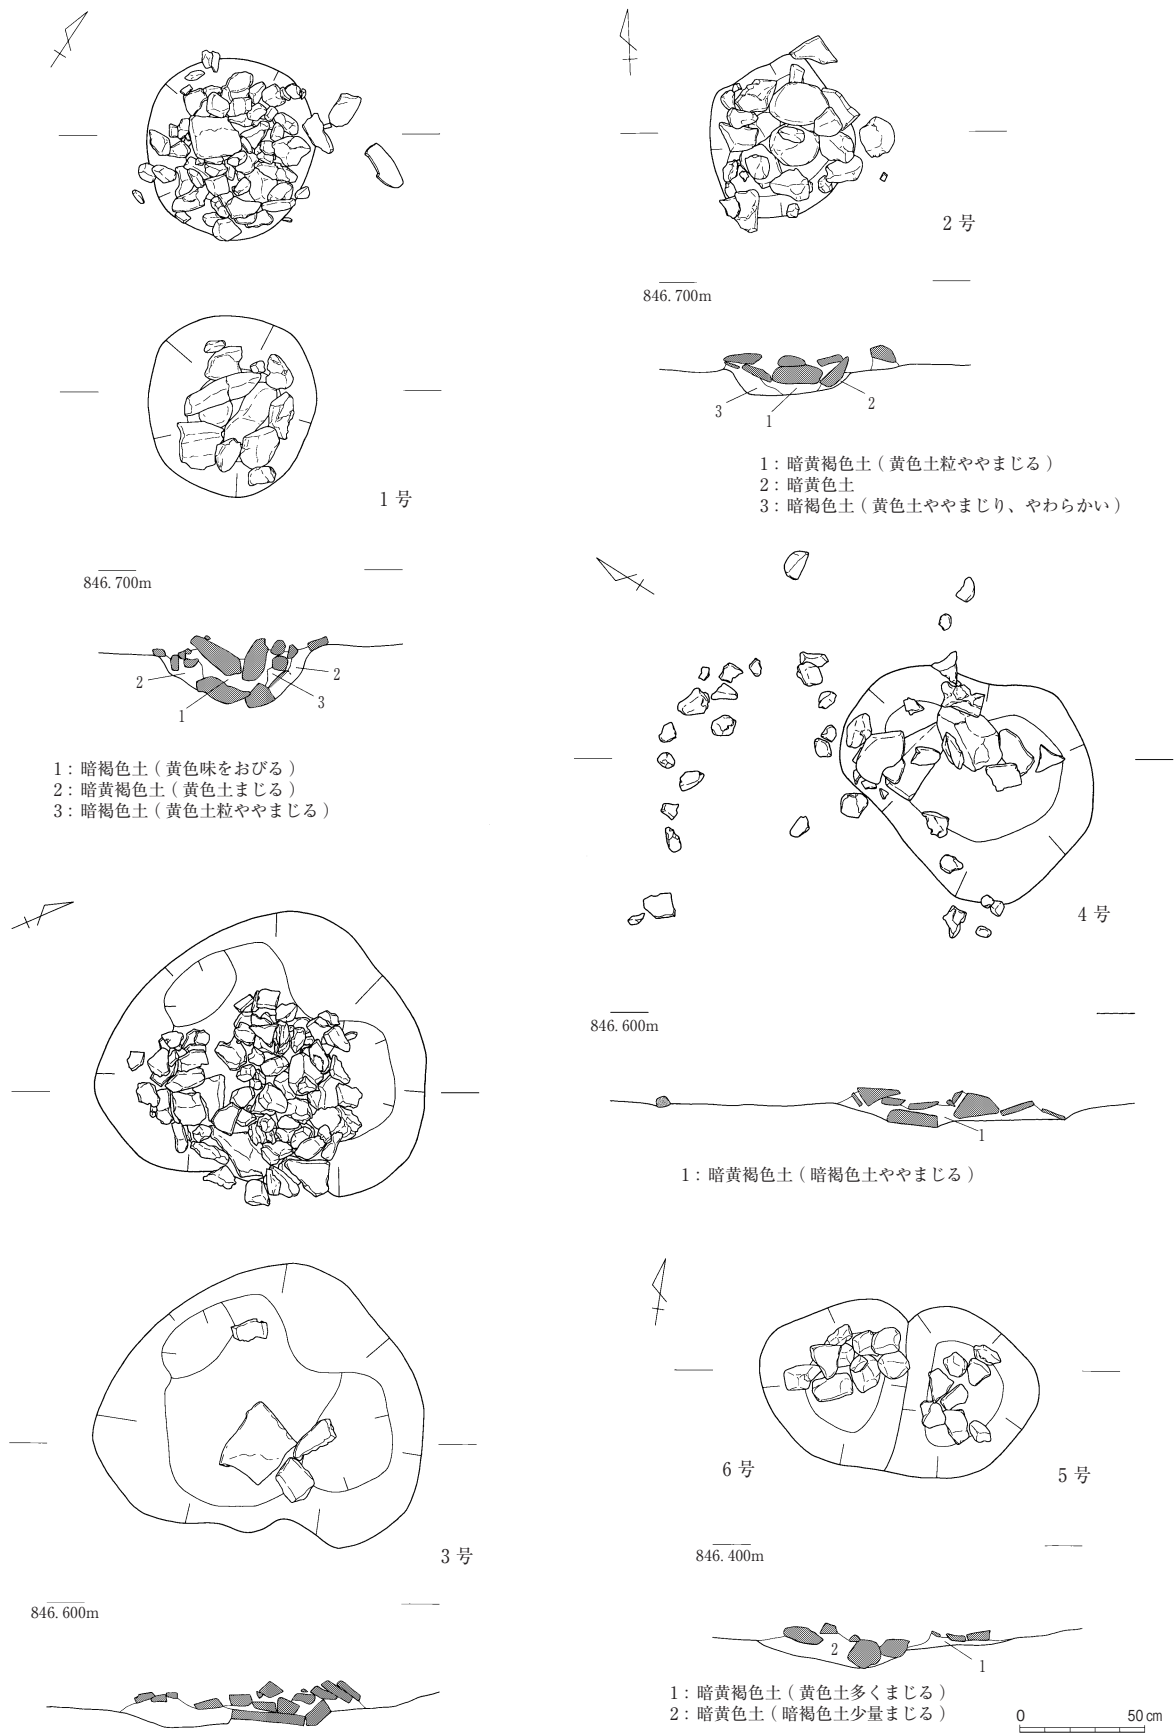 2 号
846.700m
3
1
2
1：暗黄褐色土（黄色土粒ややまじる）
2：暗黄色土
3：暗褐色土（黄色土ややまじり、やわらかい）
1 号
846.700m
2
1
2
3
1：暗褐色土（黄色味をおびる）
2：暗黄褐色土（黄色土まじる）
3：暗褐色土（黄色土粒ややまじる）
4 号
846.600m
1
1：暗黄褐色土（暗褐色土ややまじる）
3 号
846.600m
6 号
5 号
846.400m
2
1
1：暗黄褐色土（黄色土多くまじる）
2：暗黄色土（暗褐色土少量まじる）
0 50cm